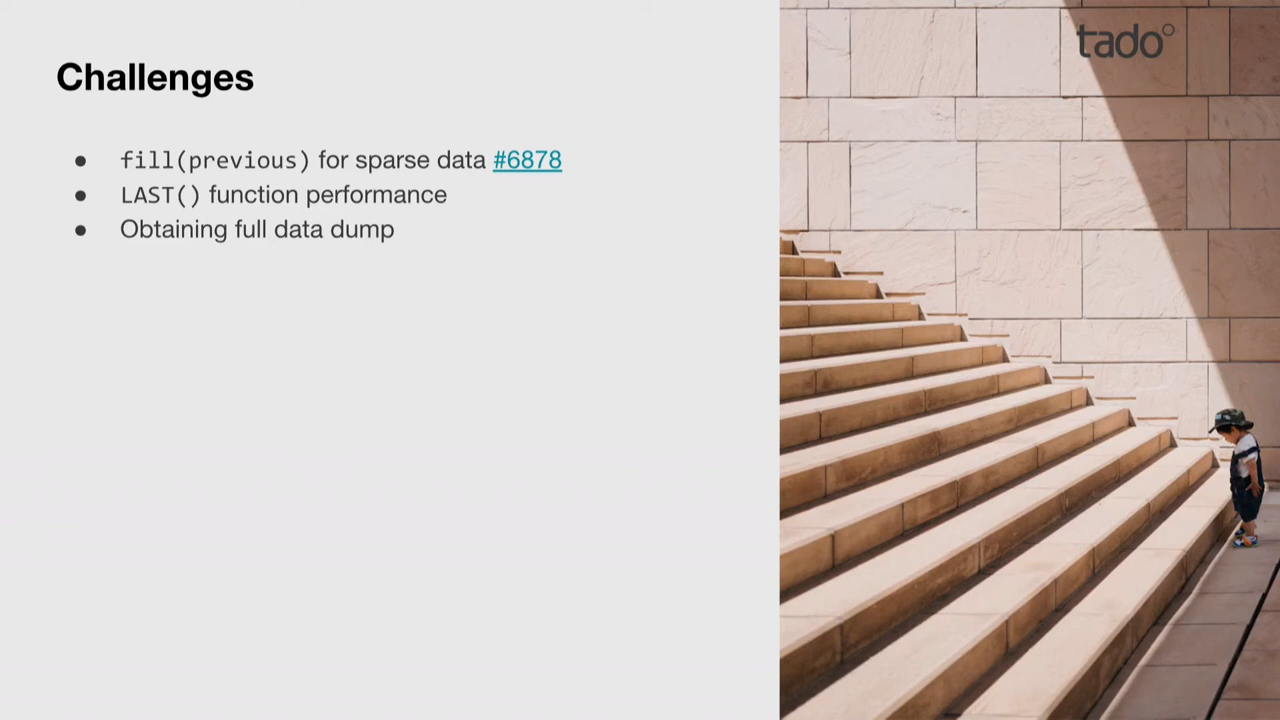 tado°
Challenges
● fill(previous) for sparse data #6878
● LAST() function performance
● Obtaining full data dump